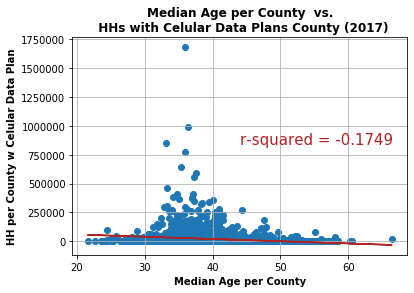 Median Age per County  vs.
HHs with Celular Data Plans County (2017)
1750000
1500000
1250000
1000000
750000
500000
250000
0
HH per County w Celular Data Plan
r-squared = -0.1749
20
30
40
50
60
Median Age per County